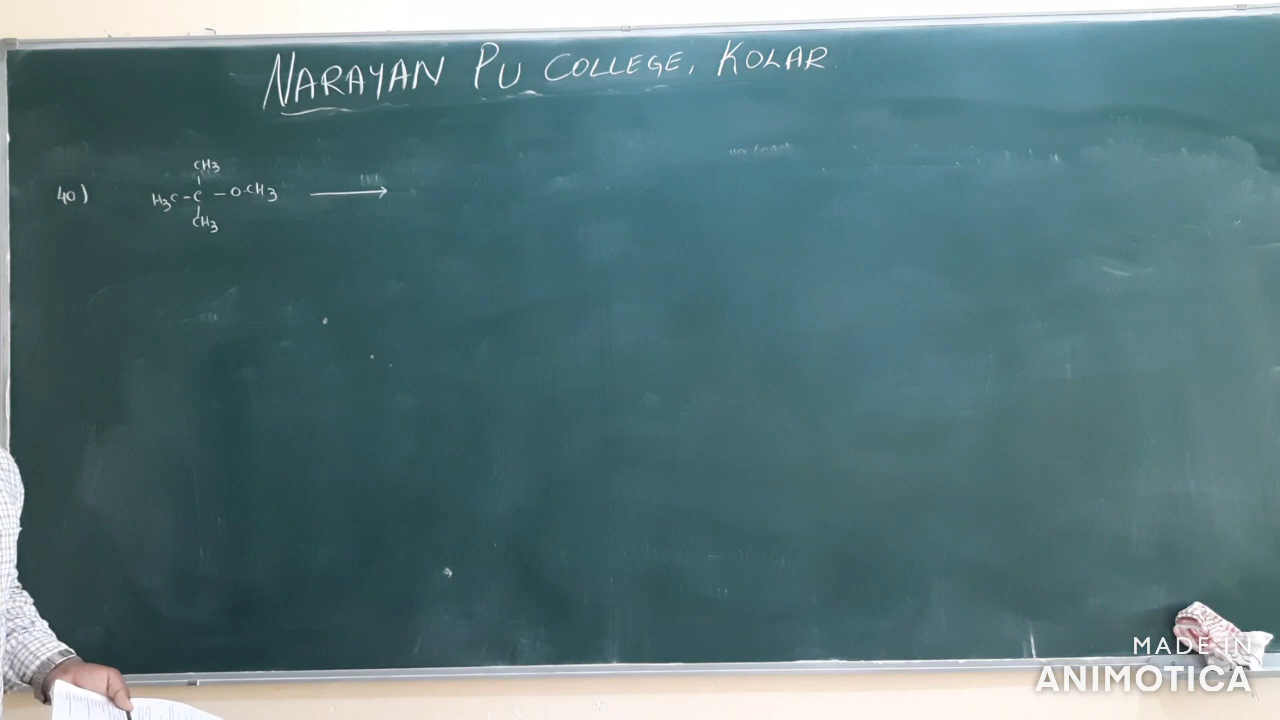 NARAYAN PU COLLEGE, KOLAR
CH3
40) H3C-C-O-CH3
CH3
MADE IN
ANIMOTICA